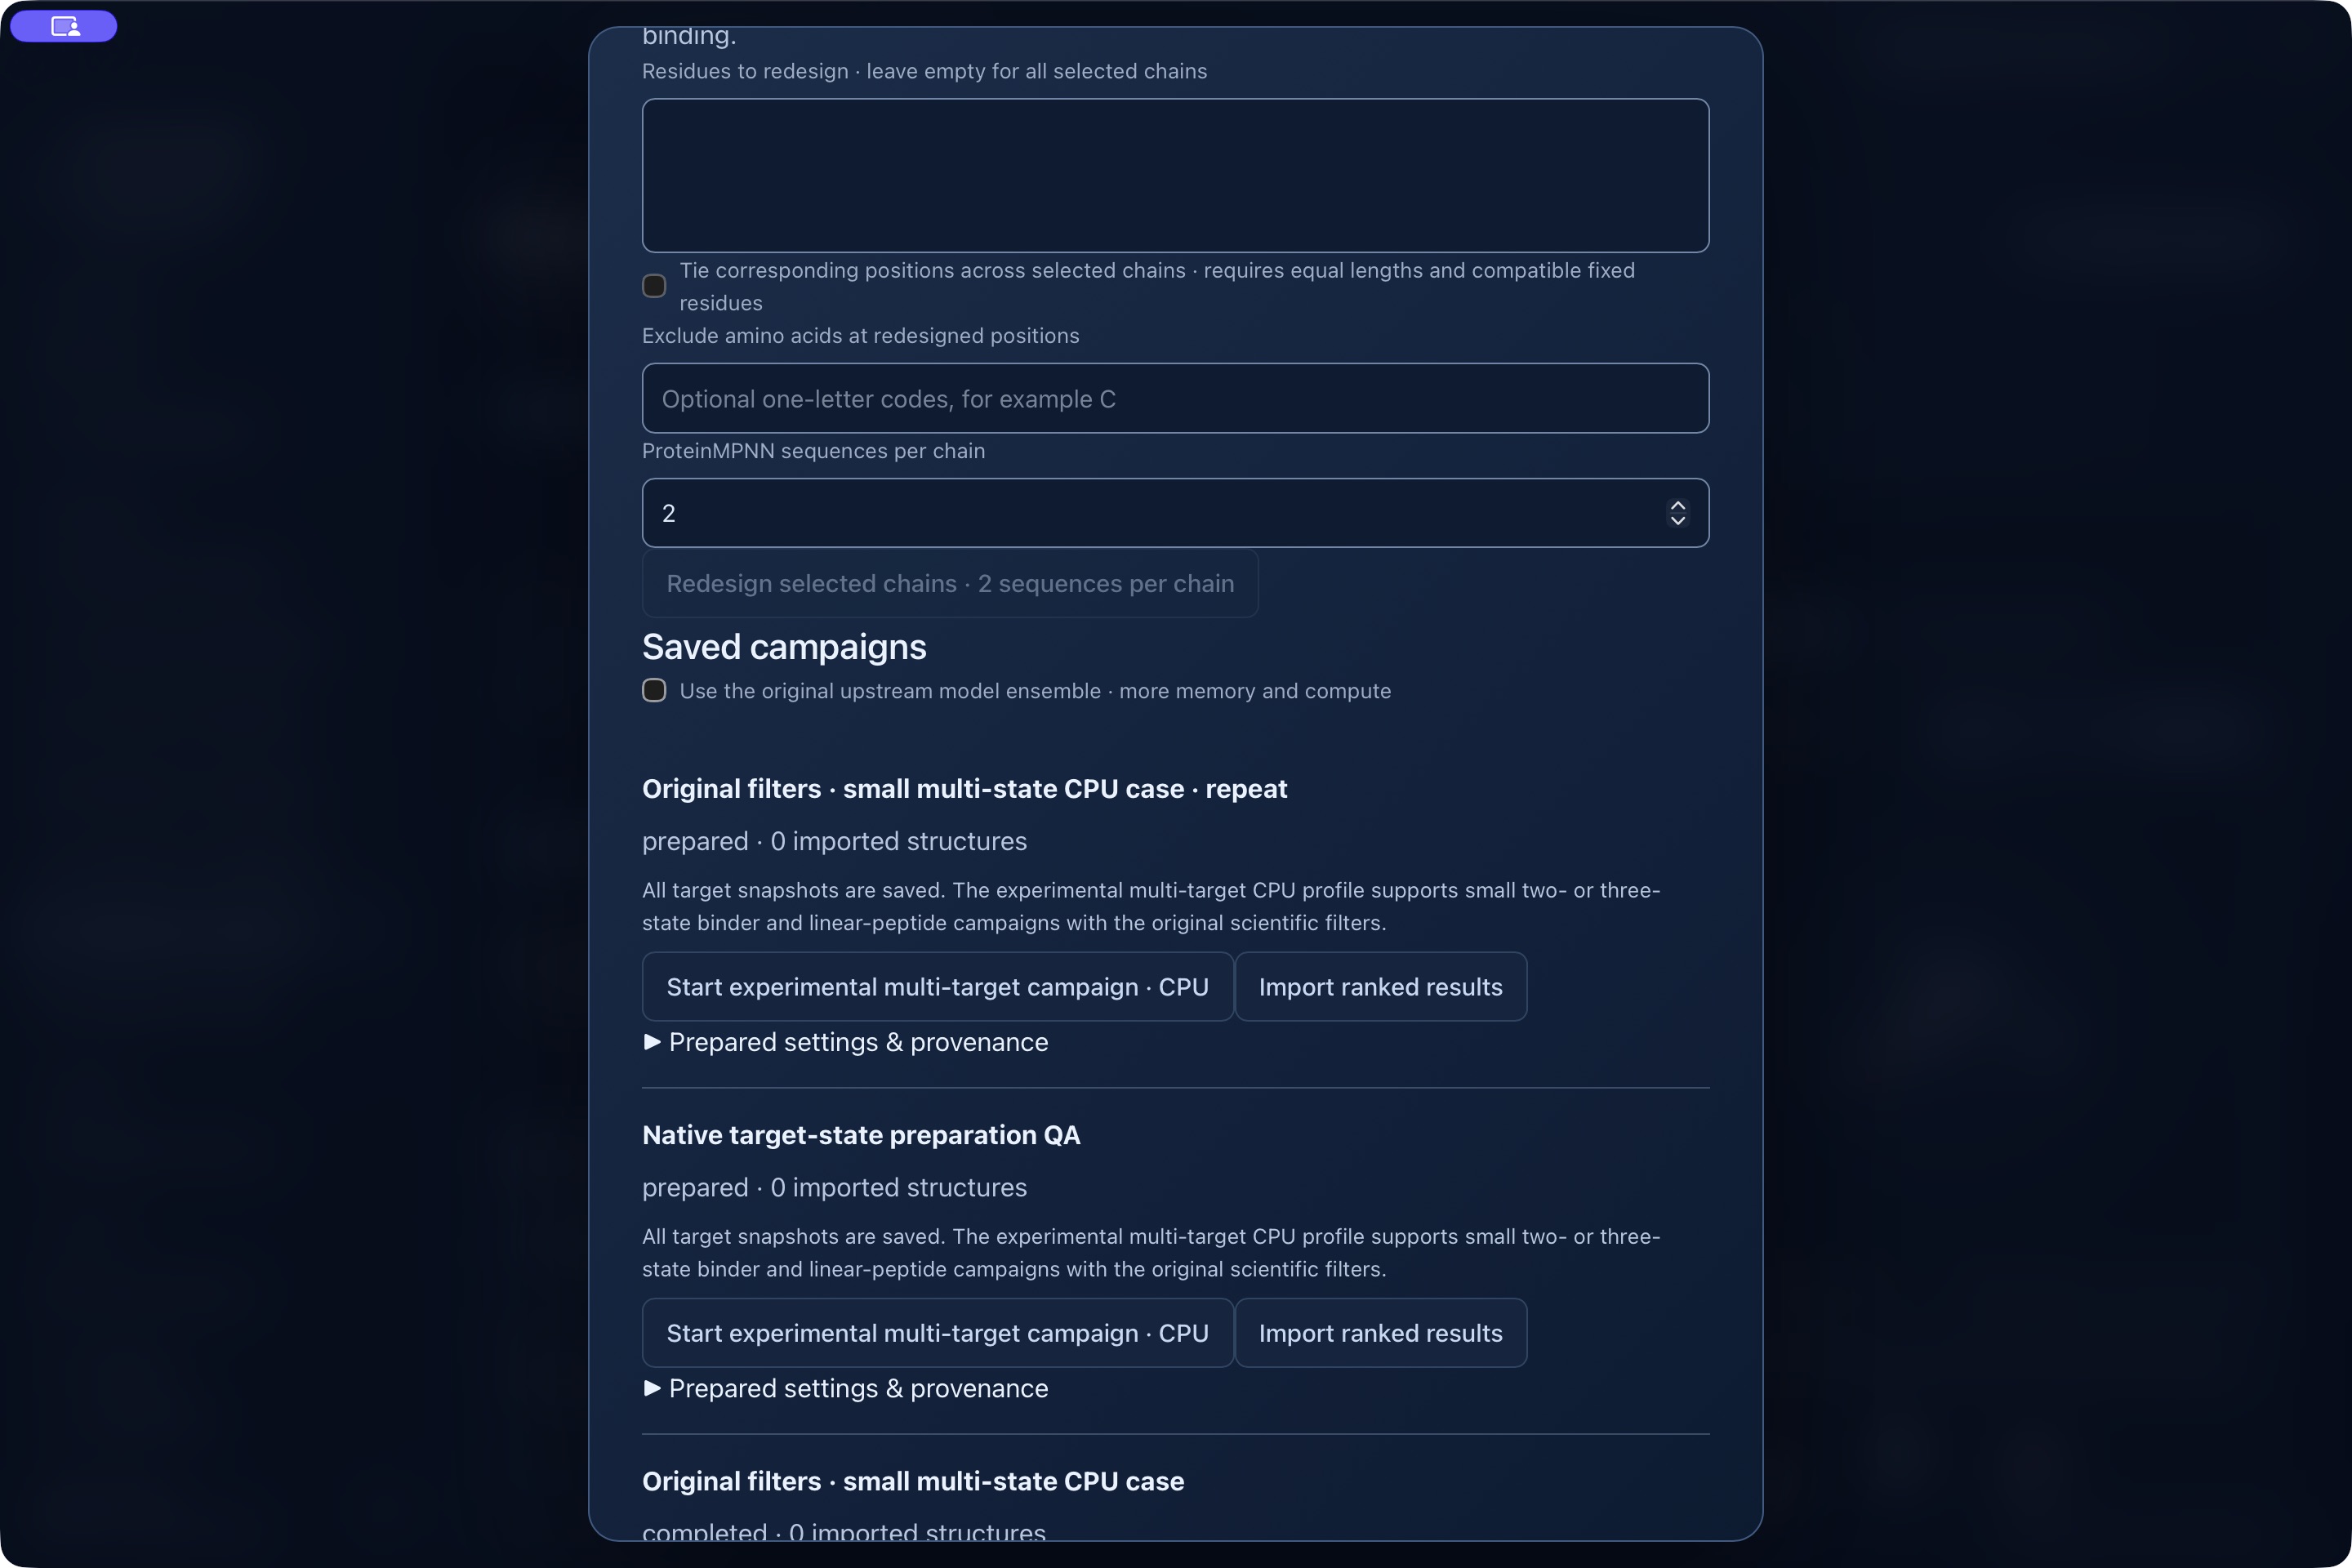 binding.
Residues to redesign · leave empty for all selected chains
Tie corresponding positions across selected chains · requires equal lengths and compatible fixed
residues
Exclude amino acids at redesigned positions
Optional one-letter codes, for example C
ProteinMPNN sequences per chain
2
Redesign selected chains · 2 sequences per chain
Saved campaigns
Use the original upstream model ensemble · more memory and compute
Original filters · small multi-state CPU case · repeat
prepared · 0 imported structures
All target snapshots are saved. The experimental multi-target CPU profile supports small two- or three-
state binder and linear-peptide campaigns with the original scientific filters.
Start experimental multi-target campaign · CPU Import ranked results
Prepared settings & provenance
Native target-state preparation QA
prepared · 0 imported structures
All target snapshots are saved. The experimental multi-target CPU profile supports small two- or three-
state binder and linear-peptide campaigns with the original scientific filters.
Start experimental multi-target campaign · CPU Import ranked results
Prepared settings & provenance
Original filters · small multi-state CPU case
completed · 0 imported structures